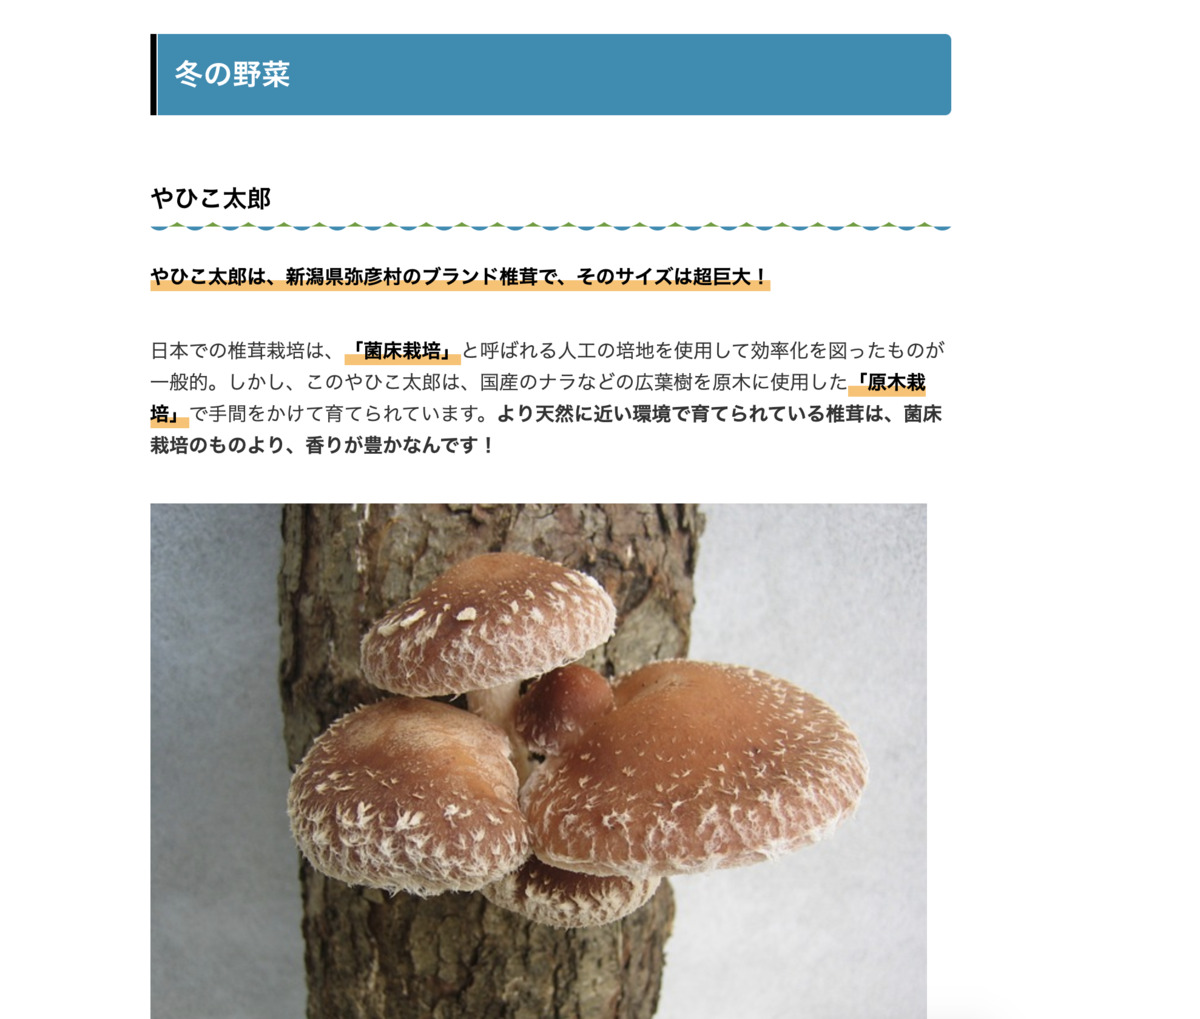 冬の野菜
やひこ太郎
やひこ太郎は、新潟県弥彦村のブランド椎茸で、そのサイズは超巨大！
日本での椎茸栽培は、「菌床栽培」と呼ばれる人工の培地を使用して効率化を図ったものが
一般的。しかし、このやひこ太郎は、国産のナラなどの広葉樹を原木に使用した「原木栽
培」で手間をかけて育てられています。より天然に近い環境で育てられている椎茸は、菌床
栽培のものより、香りが豊かなんです！